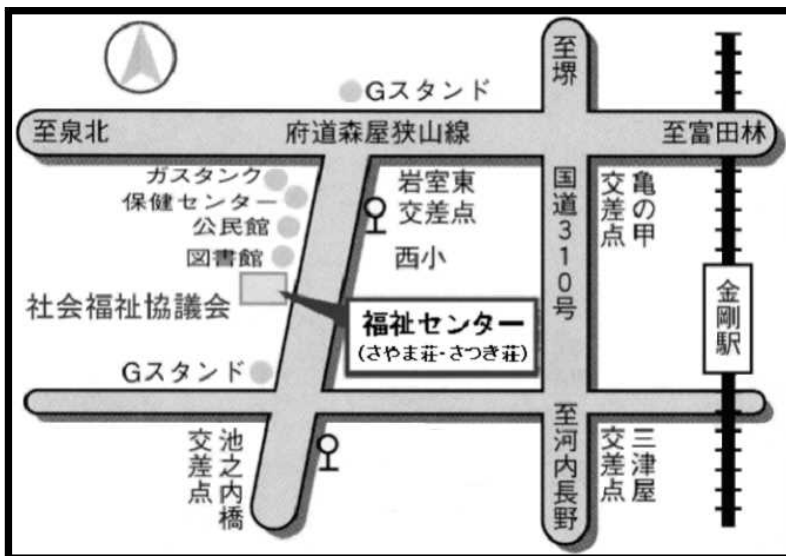 至堺
Gスタンド
至泉北
府道森屋狭山線
至富田林
ガスタンク
保健センター
公民館
図書館
岩室東
交差点
西小
国道310号
亀の甲
交差点
金剛駅
社会福祉協議会
福祉センター
(さやま荘-さつき荘)
Gスタンド
池之内橋
交差点
至河内長野
三津屋
交差点